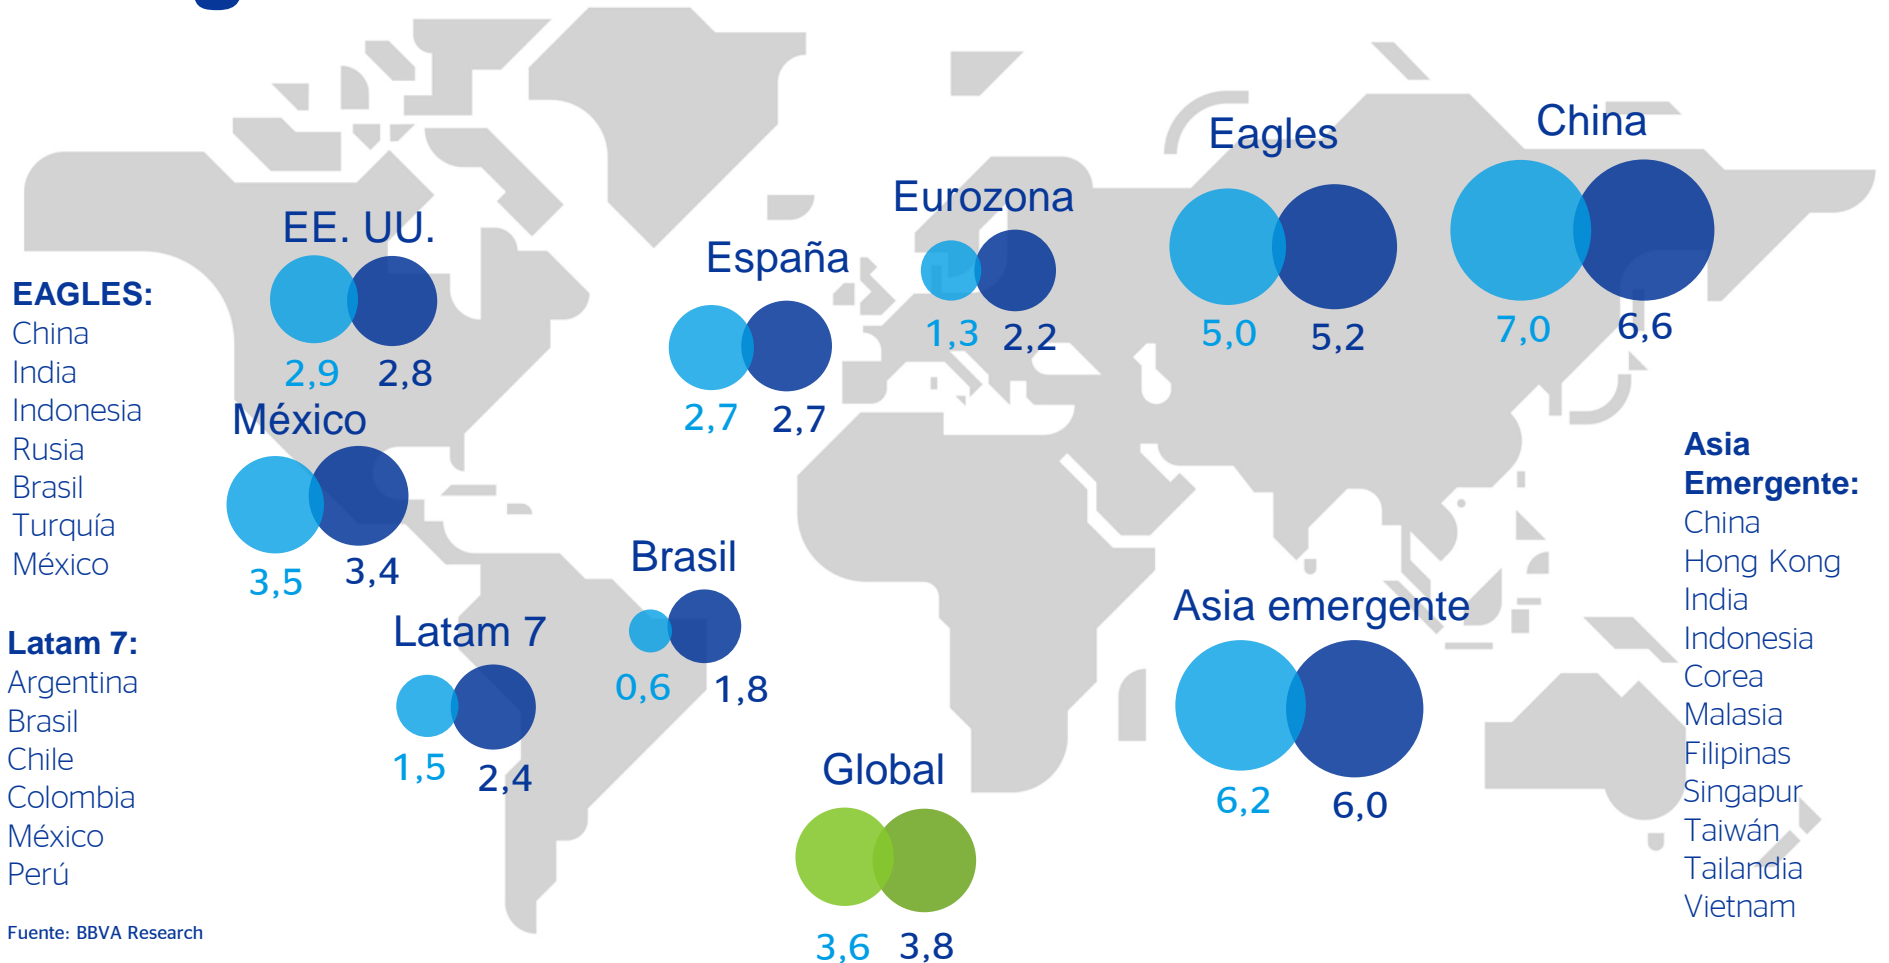 China
Eagles
Eurozona
EE. UU.
España
EAGLES:
China
India
Indonesia
Rusia
Brasil
Turquía
México
2,9 2,8
2,7 2,7
1,3 2,2
5,0 5,2
7,0 6,6
México
3,5 3,4
Asia
Emergente:
China
Hong Kong
India
Indonesia
Corea
Malasia
Filipinas
Singapur
Taiwán
Tailandia
Vietnam
Brasil
0,6 1,8
Asia emergente
6,2 6,0
Latam 7
1,5 2,4
Latam 7:
Argentina
Brasil
Chile
Colombia
México
Perú
Global
3,6 3,8
Fuente: BBVA Research